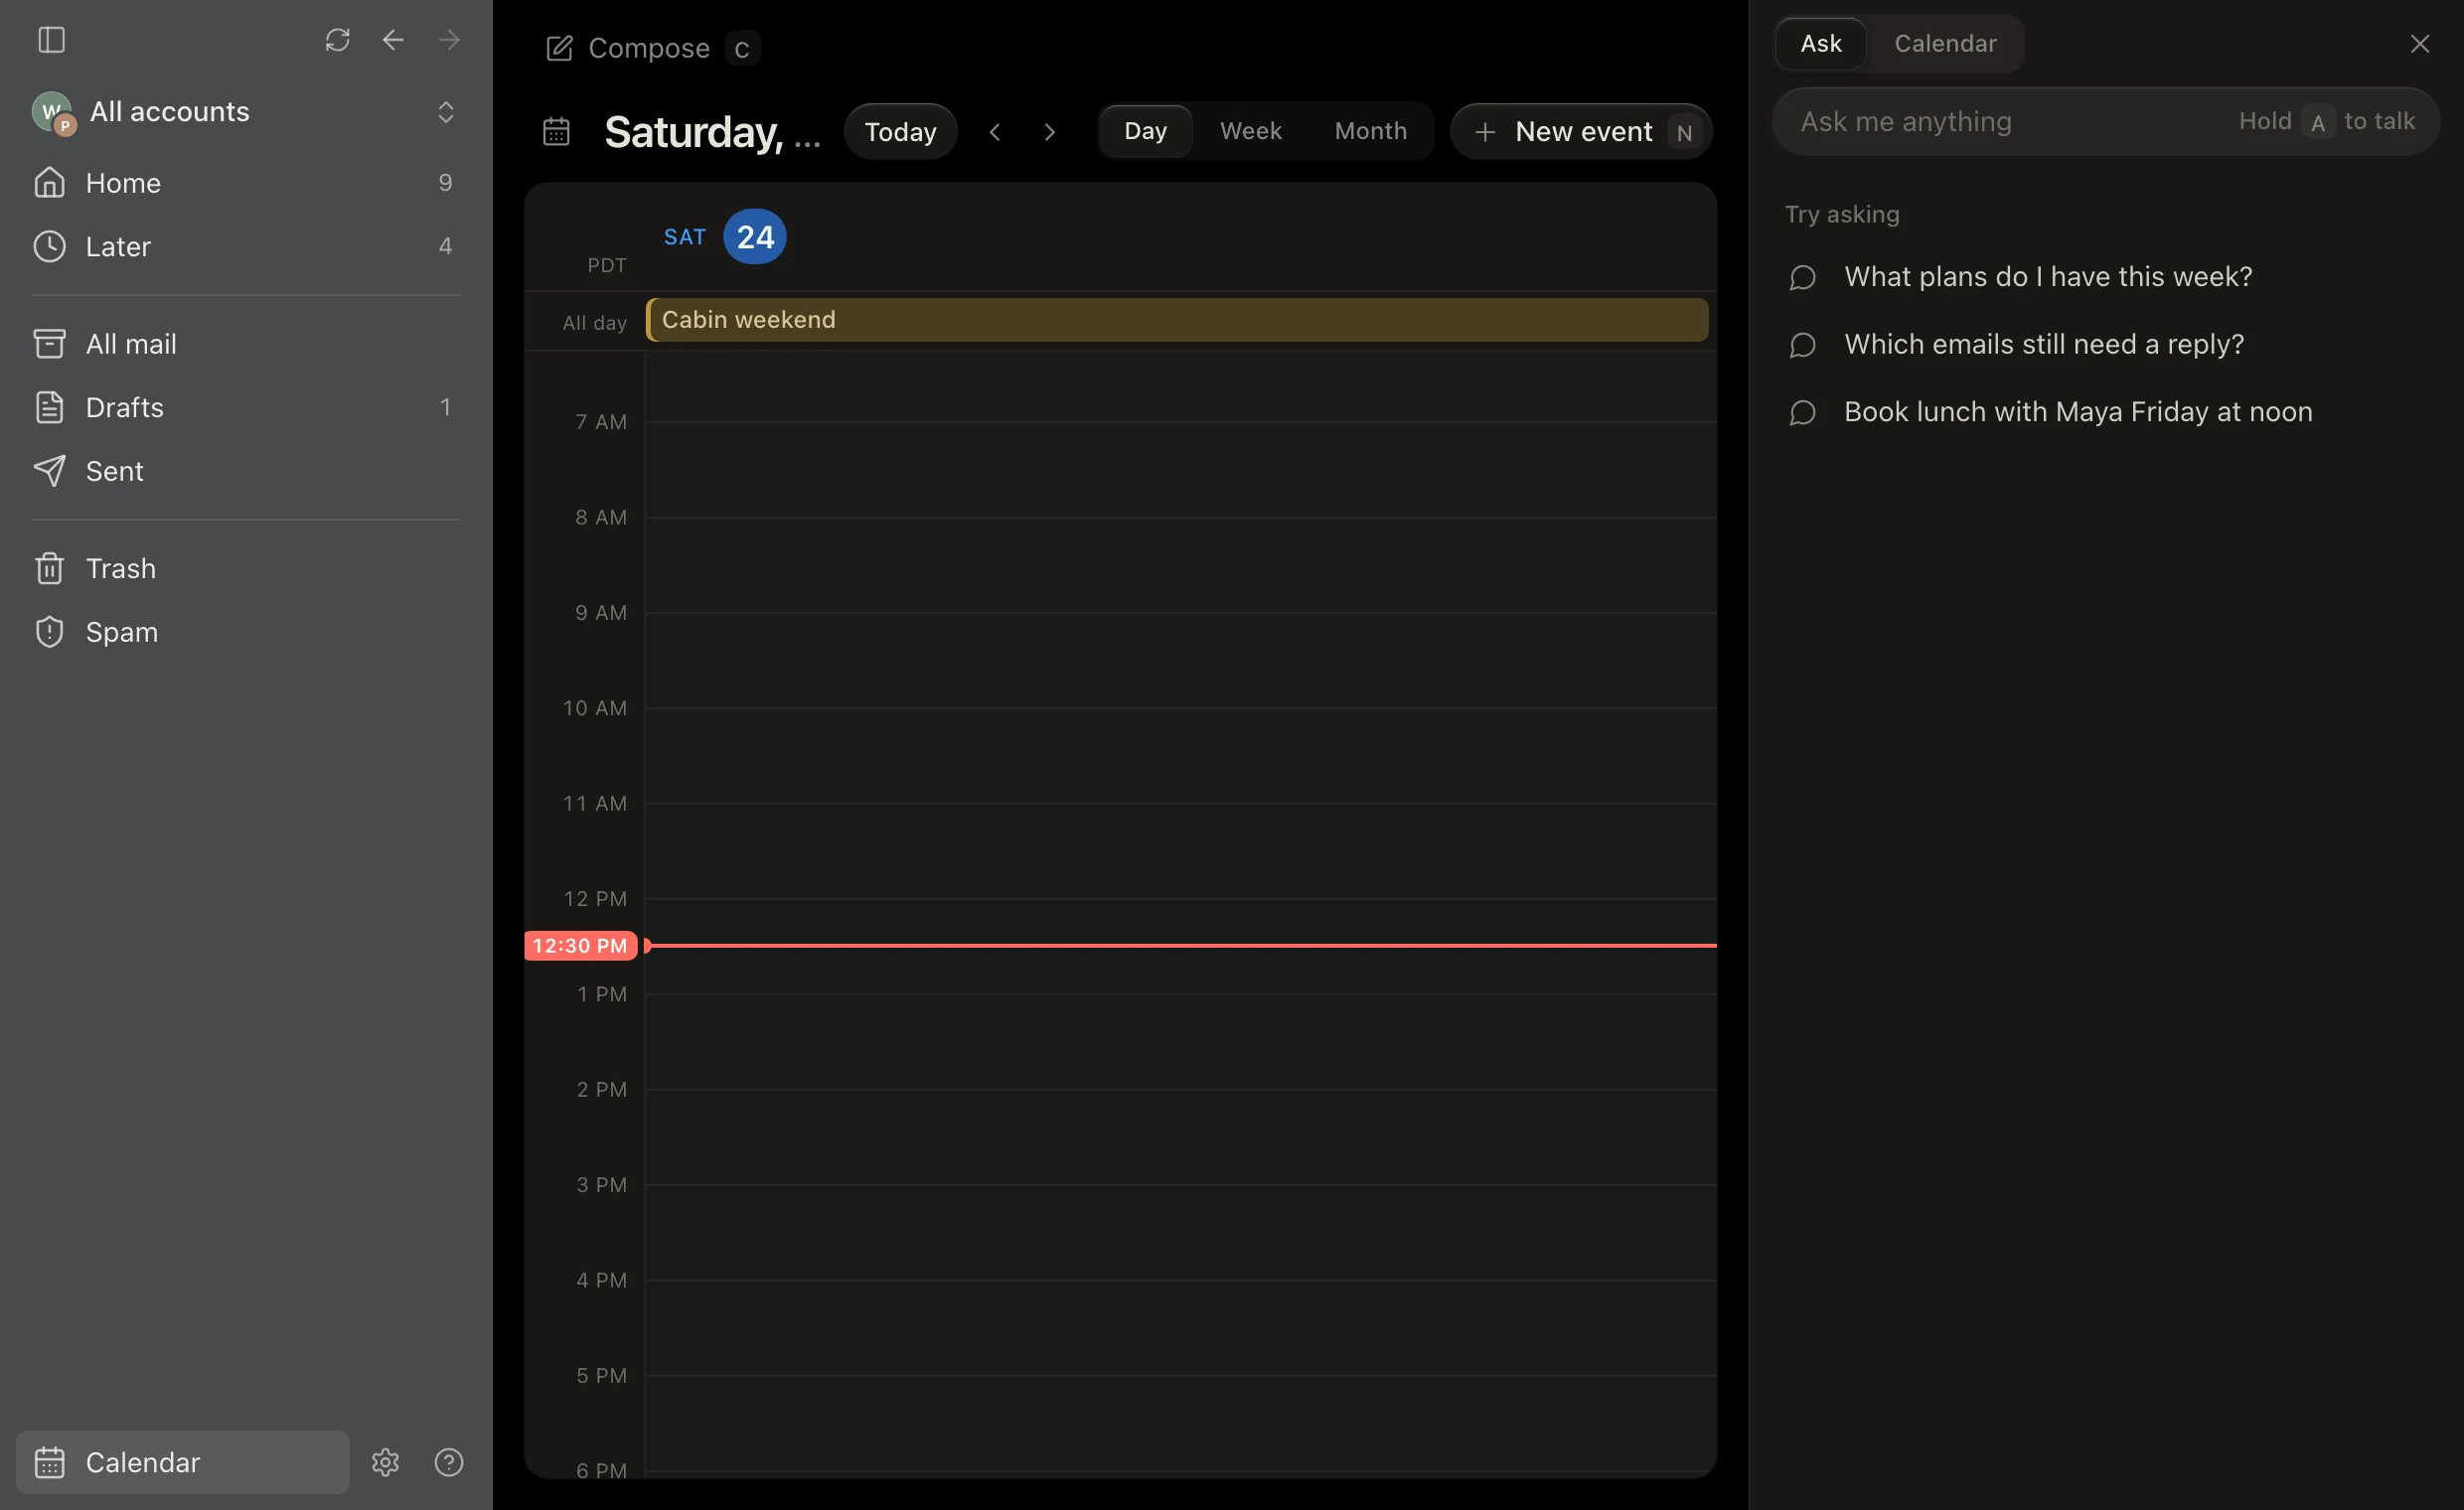 W
P
All accounts
Home 9
Later 4
All mail
Drafts 1
Sent
Trash
Spam
Calendar
Compose C
Saturday, ...
Today
Day Week Month
New event N
SAT 24
PDT
All day Cabin weekend
7 AM
8 AM
9 AM
10 AM
11 AM
12 PM
12:30 PM
1 PM
2 PM
3 PM
4 PM
5 PM
6 PM
Ask Calendar
Ask me anything Hold A to talk
Try asking
What plans do I have this week?
Which emails still need a reply?
Book lunch with Maya Friday at noon